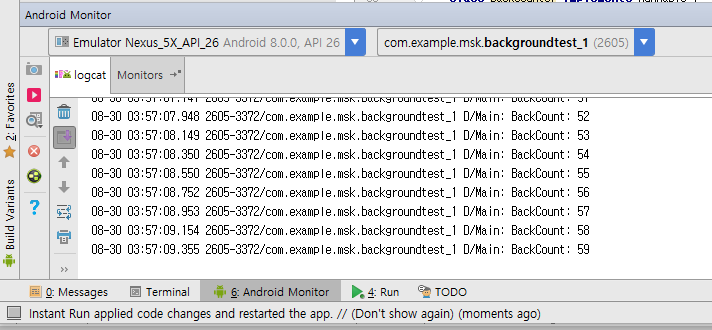 Android Monitor
Emulator Nexus_5X_API_26 Android 8.0.0, API 26
com.example.msk.backgroundtest_1 (2605)
logcat
Monitors
2: Favorites
Build Variants
08-30 03:57:07.948 2605-3372/com.example.msk.backgroundtest_1 D/Main: BackCount: 52
08-30 03:57:08.149 2605-3372/com.example.msk.backgroundtest_1 D/Main: BackCount: 53
08-30 03:57:08.350 2605-3372/com.example.msk.backgroundtest_1 D/Main: BackCount: 54
08-30 03:57:08.550 2605-3372/com.example.msk.backgroundtest_1 D/Main: BackCount: 55
08-30 03:57:08.752 2605-3372/com.example.msk.backgroundtest_1 D/Main: BackCount: 56
08-30 03:57:08.953 2605-3372/com.example.msk.backgroundtest_1 D/Main: BackCount: 57
08-30 03:57:09.154 2605-3372/com.example.msk.backgroundtest_1 D/Main: BackCount: 58
08-30 03:57:09.355 2605-3372/com.example.msk.backgroundtest_1 D/Main: BackCount: 59
0: Messages
Terminal
6: Android Monitor
4: Run
TODO
Instant Run applied code changes and restarted the app. // (Don't show again) (moments ago)